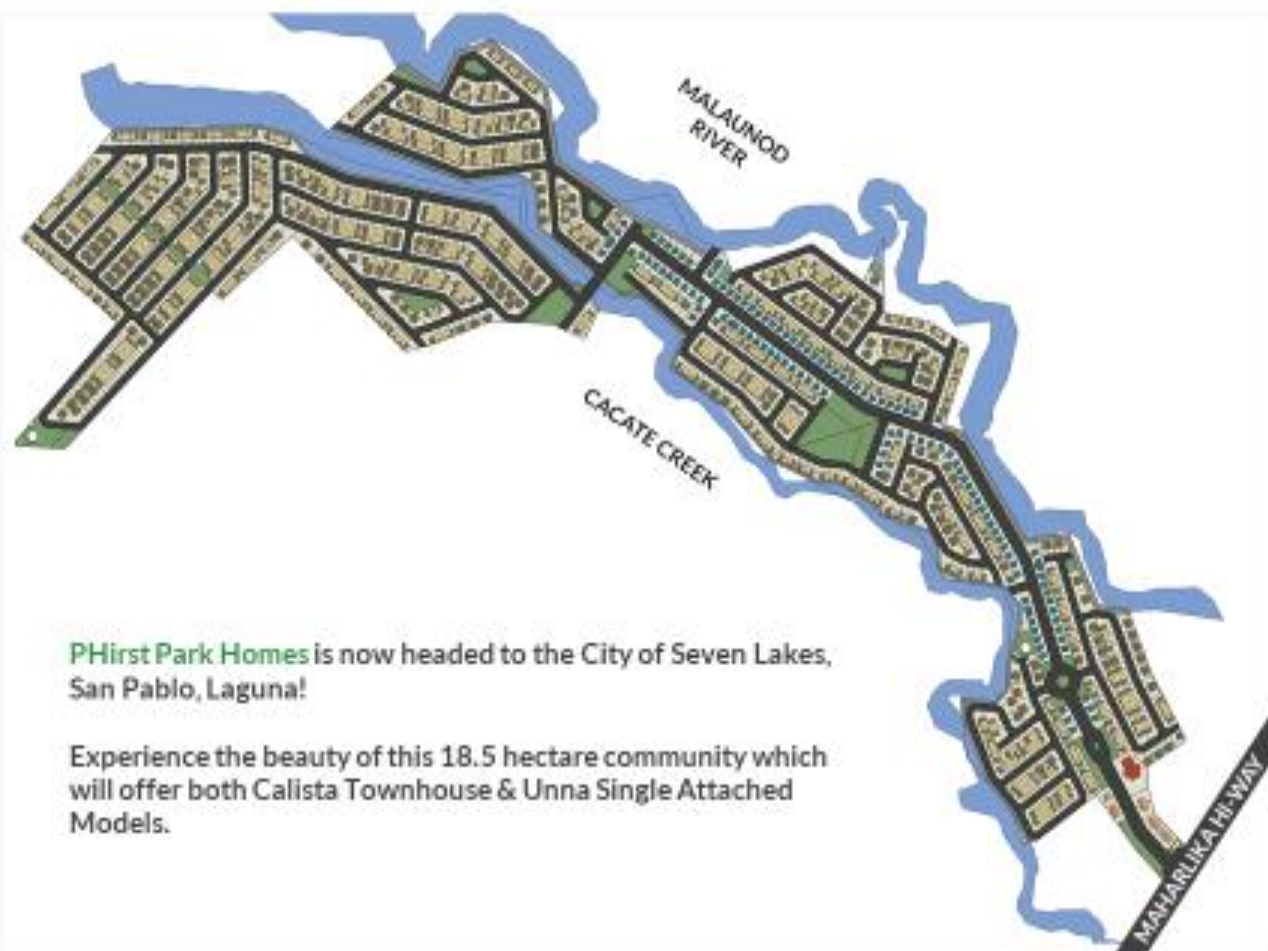 MALAUNOD
RIVER
CACATE CREEK
PHirst Park Homes is now headed to the City of Seven Lakes,
San Pablo, Laguna!
Experience the beauty of this 18.5 hectare community which
will offer both Calista Townhouse & Unna Single Attached
Models.
MAHARLIKA HI-WAY